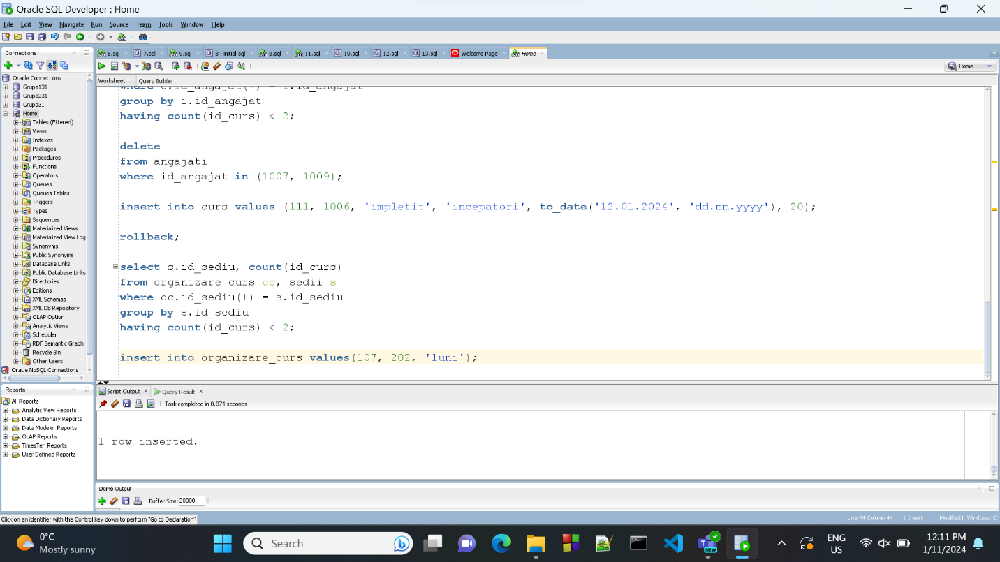 Oracle SQL Developer : Home
File Edit View Navigate Run Source Team Tools Window Help
Connections
Oracle Connections
Grupa131
Grupa231
Grupa31
Home
Tables (Filtered)
Views
Indexes
Packages
Procedures
Functions
Operators
Queues
Queues Tables
Triggers
Types
Sequences
Materialized Views
Materialized View Log
Synonyms
Public Synonyms
Database Links
Public Database Links
Directories
Editions
XML Schemas
XML DB Repository
OLAP Option
Analytic Views
Scheduler
RDF Semantic Graph
Recycle Bin
Other Users
Oracle NoSQL Connections
Reports
All Reports
Analytic View Reports
Data Dictionary Reports
Data Modeler Reports
OLAP Reports
TimesTen Reports
User Defined Reports
6.sql 7.sql 9.sql 8 - initial.sql 8.sql 11.sql 10.sql 12.sql 13.sql Welcome Page Home
Home
Worksheet Query Builder
where c.id_angajat(+) = i.id_angajat
group by i.id_angajat
having count(id_curs) < 2;
delete
from angajati
where id_angajat in (1007, 1009);
insert into curs values (111, 1006, 'impletit', 'incepatori', to_date('12.01.2024', 'dd.mm.yyyy'), 20);
rollback;
select s.id_sediu, count(id_curs)
from organizare_curs oc, sedii s
where oc.id_sediu(+) = s.id_sediu
group by s.id_sediu
having count(id_curs) < 2;
insert into organizare_curs values(107, 202, 'luni');
Script Output Query Result
Task completed in 0.074 seconds
1 row inserted.
Dbms Output
Buffer Size: 20000
Click on an identifier with the Control key down to perform "Go to Declaration"
Line 74 Column 44 Insert Modified Windows: Cl
0°C
Mostly sunny
Search
NEW
ENG
US
12:11 PM
1/11/2024